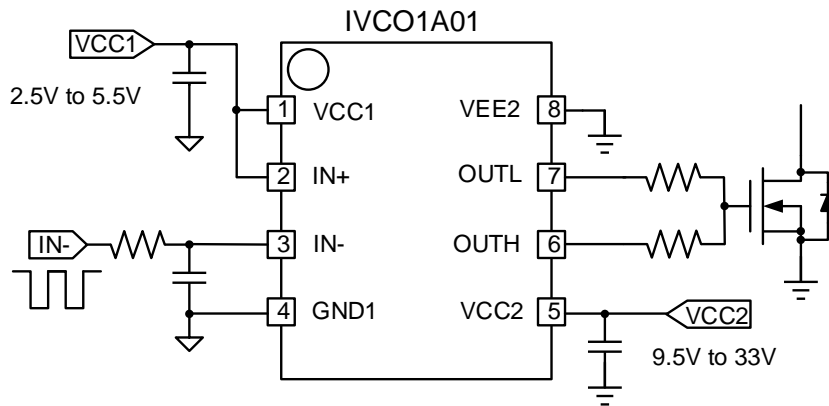 IVCO1A01
VCC1
2.5V to 5.5V
1 VCC1
VEE2 8
2 IN+
OUTL 7
IN-
3 IN-
OUTH 6
4 GND1
VCC2 5
VCC2
9.5V to 33V